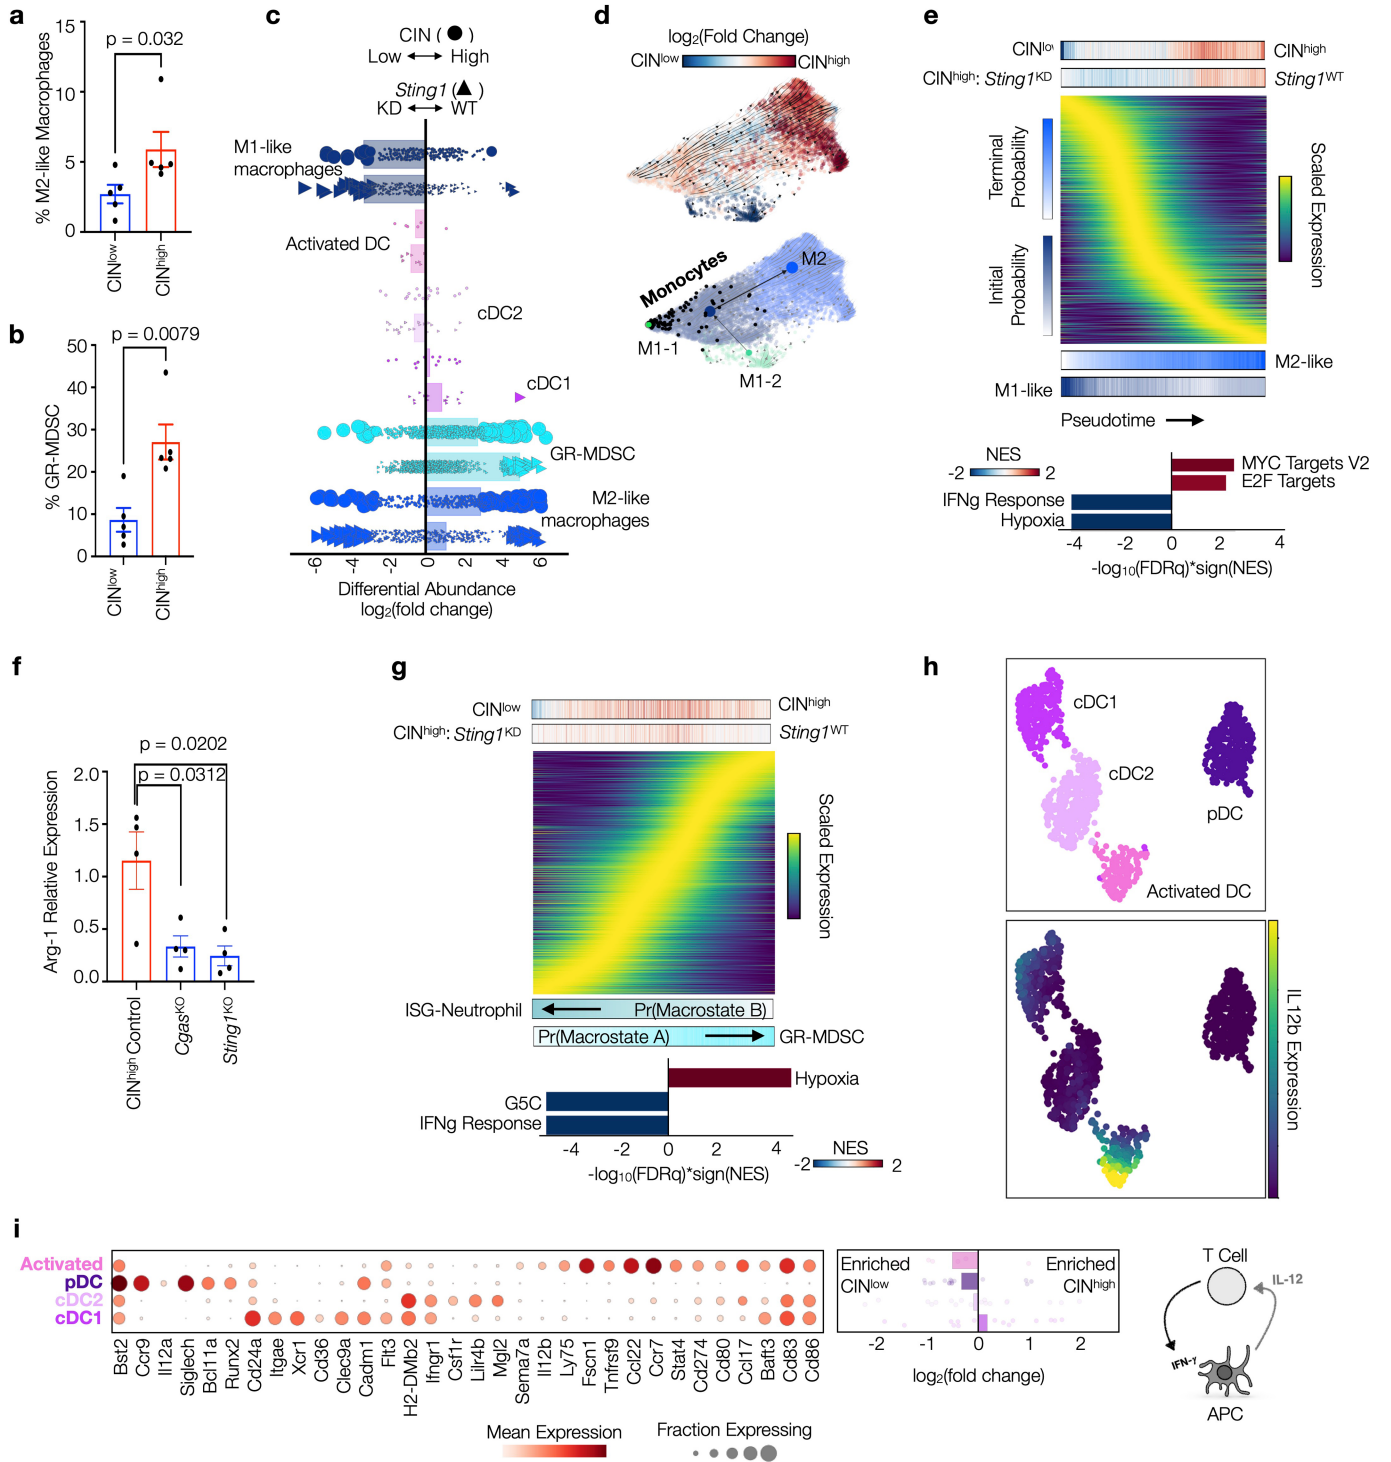 a
% M2-like Macrophages
p = 0.032
15
10
5
0
CINlow
CINhigh
b
% GR-MDSC
p = 0.0079
50
40
30
20
10
0
CINlow
CINhigh
c
CIN ( ● )
Low ↔ High
Sting1 (▲)
KD ↔ WT
M1-like
macrophages
Activated DC
cDC2
cDC1
GR-MDSC
M2-like
macrophages
-6 -4 -2 0 2 4 6
Differential Abundance
log2(fold change)
d
log2(Fold Change)
CINlow CINhigh
Monocytes
M2
M1-1
M1-2
e
CINlow CINhigh
CINhigh: Sting1KD Sting1WT
Terminal
Probability
Initial
Probability
Scaled Expression
M2-like
M1-like
Pseudotime →
NES
-2 2
MYC Targets V2
E2F Targets
IFNg Response
Hypoxia
-4 -2 0 2 4
-log10(FDRq)*sign(NES)
f
p = 0.0202
p = 0.0312
Arg-1 Relative Expression
2.0
1.5
1.0
0.5
0.0
CINhigh Control
CgasKO
Sting1KO
g
CINlow CINhigh
CINhigh: Sting1KD Sting1WT
Scaled Expression
ISG-Neutrophil Pr(Macrostate B)
Pr(Macrostate A) GR-MDSC
Hypoxia
G5C
IFNg Response
-4 -2 0 2 4
-log10(FDRq)*sign(NES)
NES
-2 2
h
cDC1
cDC2
pDC
Activated DC
IL12b Expression
i
Activated
pDC
cDC2
cDC1
Bst2 Ccr9 Il12a Siglech Bcl11a Runx2 Cd24a Itgae Xcr1 Cd36 Clec9a Cadm1 Flt3 H2-DMb2 Ifngr1 Csf1r Lilr4b Mgl2 Sema7a Il12b Ly75 Fscn1 Tnfrsf9 Ccl22 Ccr7 Stat4 Cd274 Cd80 Ccl17 Batf3 Cd83 Cd86
Mean Expression
Fraction Expressing
Enriched
CINlow
Enriched
CINhigh
-2 -1 0 1 2
log2(fold change)
T Cell
IL-12
IFN-γ
APC